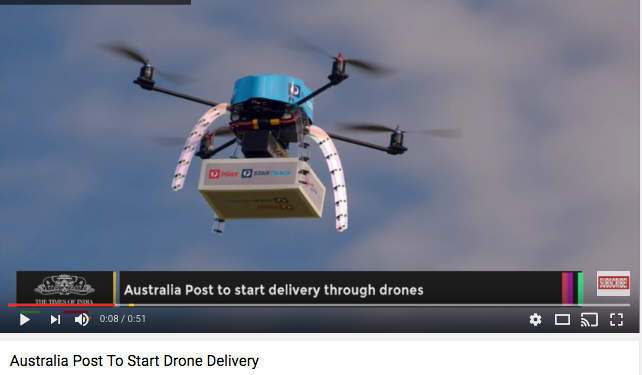 POST STARTRACK
Australia Post to start delivery through drones
THE TIMES OF INDIA
SUBSCRIBE!
0:08 / 0:51
Australia Post To Start Drone Delivery